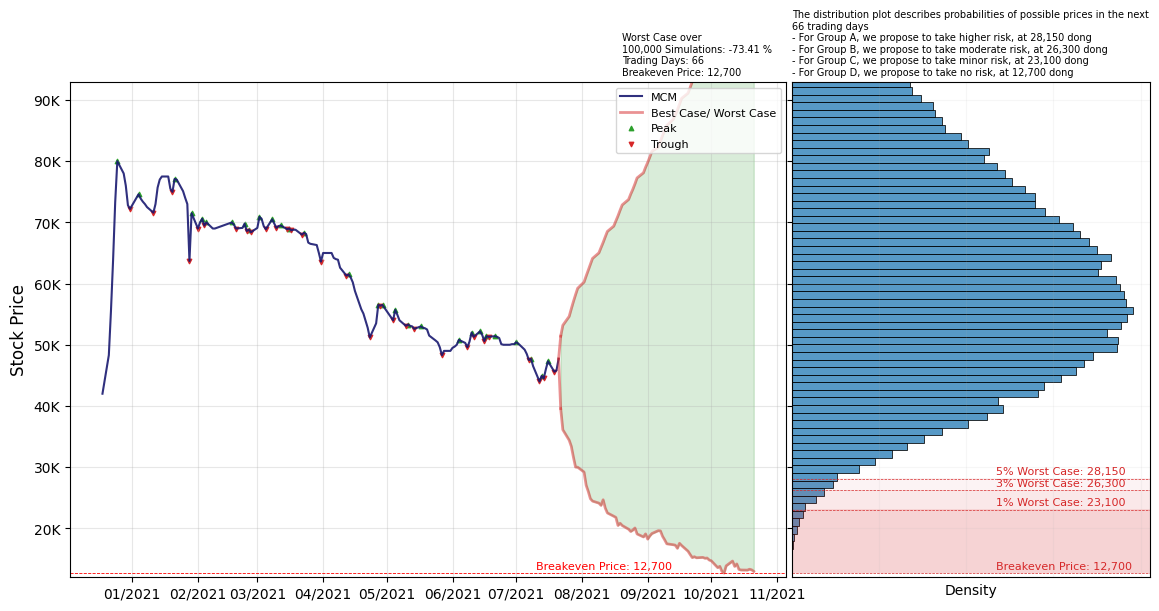 The distribution plot describes probabilities of possible prices in the next
66 trading days
- For Group A, we propose to take higher risk, at 28,150 dong
- For Group B, we propose to take moderate risk, at 26,300 dong
- For Group C, we propose to take minor risk, at 23,100 dong
- For Group D, we propose to take no risk, at 12,700 dong
Worst Case over
100,000 Simulations: -73.41 %
Trading Days: 66
Breakeven Price: 12,700
MCM
Best Case/ Worst Case
Peak
Trough
Stock Price
90K
80K
70K
60K
50K
40K
30K
20K
Breakeven Price: 12,700
01/2021
02/2021
03/2021
04/2021
05/2021
06/2021
07/2021
08/2021
09/2021
10/2021
11/2021
5% Worst Case: 28,150
3% Worst Case: 26,300
1% Worst Case: 23,100
Breakeven Price: 12,700
Density